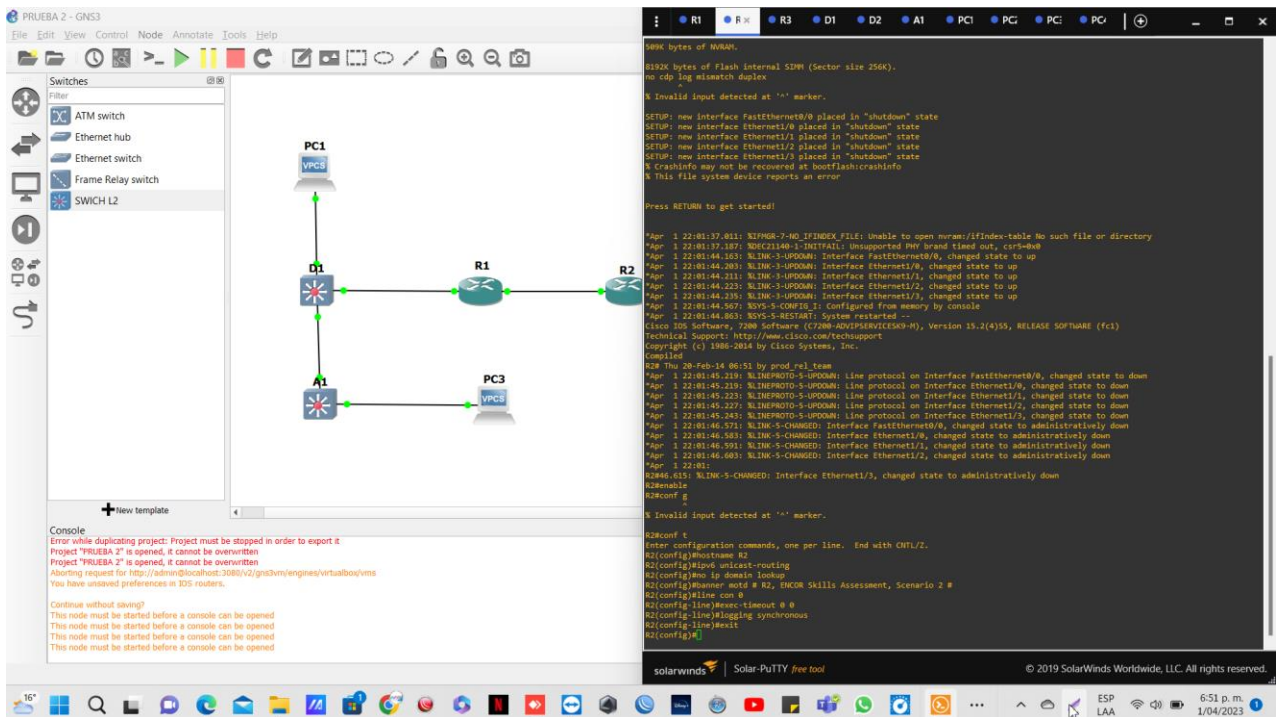 PRUEBA 2 - GNS3
File Edit View Control Node Annotate Tools Help
Switches
Filter
ATM switch
Ethernet hub
Ethernet switch
Frame Relay switch
SWICH L2
New template
PC1
VPCS
D1
R1
R2
A1
PC3
VPCS
Console
Error while duplicating project: Project must be stopped in order to export it
Project "PRUEBA 2" is opened, it cannot be overwritten
Project "PRUEBA 2" is opened, it cannot be overwritten
Aborting request for http://admin@localhost:3080/v2/gns3vm/engines/virtualbox/vms
You have unsaved preferences in IOS routers.
Continue without saving?
This node must be started before a console can be opened
This node must be started before a console can be opened
This node must be started before a console can be opened
This node must be started before a console can be opened
R1 R3 D1 D2 A1 PC1
509K bytes of NVRAM.
8192K bytes of Flash internal SIMM (Sector size 256K).
no cdp log mismatch duplex
^
% Invalid input detected at '^' marker.
SETUP: new interface FastEthernet0/0 placed in "shutdown" state
SETUP: new interface Ethernet1/0 placed in "shutdown" state
SETUP: new interface Ethernet1/1 placed in "shutdown" state
SETUP: new interface Ethernet1/2 placed in "shutdown" state
SETUP: new interface Ethernet1/3 placed in "shutdown" state
% Crashinfo may not be recovered at bootflash:crashinfo
% This file system device reports an error
Press RETURN to get started!
*Apr 1 22:01:37.011: %IFMGR-7-NO_IFINDEX_FILE: Unable to open nvram:/ifIndex-table No such file or directory
*Apr 1 22:01:37.187: %DEC21140-1-INITFAIL: Unsupported PHY brand timed out, csr5=0x0
*Apr 1 22:01:44.163: %LINK-3-UPDOWN: Interface FastEthernet0/0, changed state to up
*Apr 1 22:01:44.203: %LINK-3-UPDOWN: Interface Ethernet1/0, changed state to up
*Apr 1 22:01:44.211: %LINK-3-UPDOWN: Interface Ethernet1/1, changed state to up
*Apr 1 22:01:44.223: %LINK-3-UPDOWN: Interface Ethernet1/2, changed state to up
*Apr 1 22:01:44.235: %LINK-3-UPDOWN: Interface Ethernet1/3, changed state to up
*Apr 1 22:01:44.567: %SYS-5-CONFIG_I: Configured from memory by console
*Apr 1 22:01:44.863: %SYS-5-RESTART: System restarted --
Cisco IOS Software, 7200 Software (C7200-ADVIPSERVICESK9-M), Version 15.2(4)S5, RELEASE SOFTWARE (fc1)
Technical Support: http://www.cisco.com/techsupport
Copyright (c) 1986-2014 by Cisco Systems, Inc.
Compiled
R2# Thu 20-Feb-14 06:51 by prod_rel_team
*Apr 1 22:01:45.219: %LINEPROTO-5-UPDOWN: Line protocol on Interface FastEthernet0/0, changed state to down
*Apr 1 22:01:45.219: %LINEPROTO-5-UPDOWN: Line protocol on Interface Ethernet1/0, changed state to down
*Apr 1 22:01:45.223: %LINEPROTO-5-UPDOWN: Line protocol on Interface Ethernet1/1, changed state to down
*Apr 1 22:01:45.227: %LINEPROTO-5-UPDOWN: Line protocol on Interface Ethernet1/2, changed state to down
*Apr 1 22:01:45.243: %LINEPROTO-5-UPDOWN: Line protocol on Interface Ethernet1/3, changed state to down
*Apr 1 22:01:46.571: %LINK-5-CHANGED: Interface FastEthernet0/0, changed state to administratively down
*Apr 1 22:01:46.583: %LINK-5-CHANGED: Interface Ethernet1/0, changed state to administratively down
*Apr 1 22:01:46.591: %LINK-5-CHANGED: Interface Ethernet1/1, changed state to administratively down
*Apr 1 22:01:46.603: %LINK-5-CHANGED: Interface Ethernet1/2, changed state to administratively down
*Apr 1 22:01:
R2#46.615: %LINK-5-CHANGED: Interface Ethernet1/3, changed state to administratively down
R2#enable
R2#conf g
^
% Invalid input detected at '^' marker.
R2#conf t
Enter configuration commands, one per line. End with CNTL/Z.
R2(config)#hostname R2
R2(config)#ipv6 unicast-routing
R2(config)#no ip domain lookup
R2(config)#banner motd # R2, ENCOR Skills Assessment, Scenario 2 #
R2(config)#line con 0
R2(config-line)#exec-timeout 0 0
R2(config-line)#logging synchronous
R2(config-line)#exit
R2(config)#
solarwinds Solar-PuTTY free tool © 2019 SolarWinds Worldwide, LLC. All rights reserved.
16°
ESP
LAA
6:51 p. m.
1/04/2023